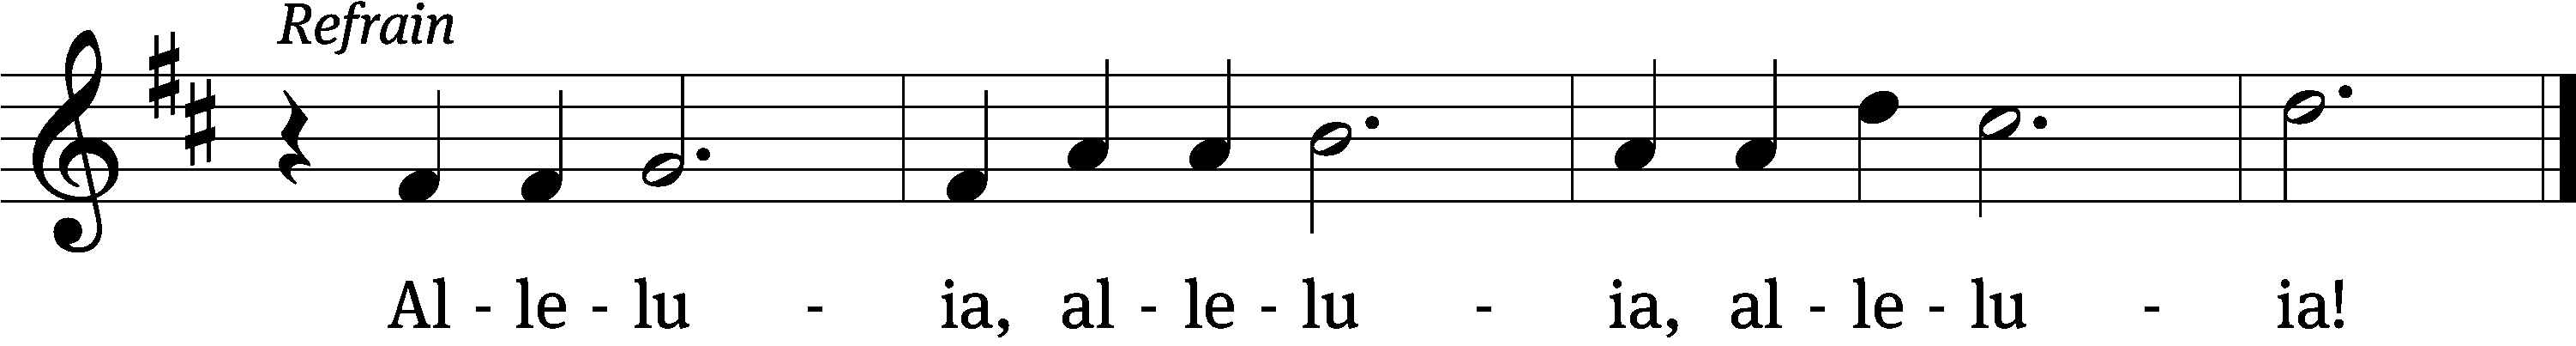 Refrain
Al - le - lu - ia, al - le - lu - ia, al - le - lu - ia!